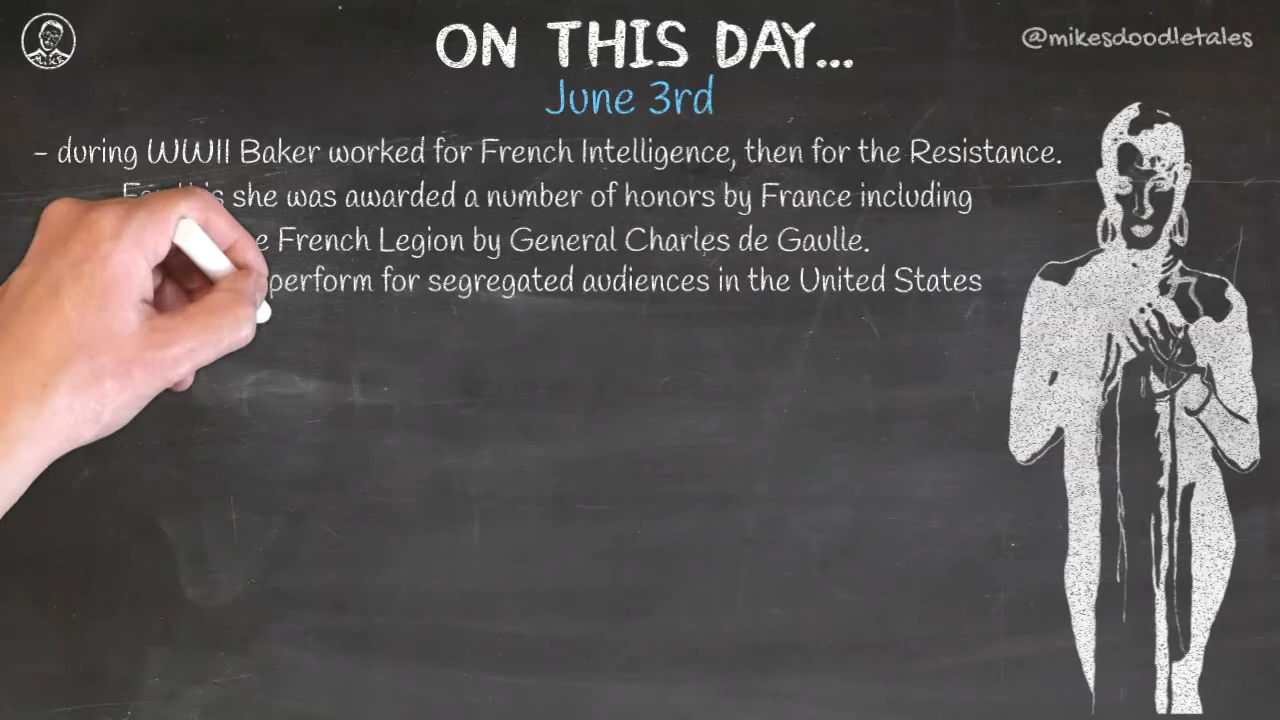 MIKE
ON THIS DAY...
@mikesdoodletales
June 3rd
- during WWII Baker worked for French Intelligence, then for the Resistance.
she was awarded a number of honors by France including
French Legion by General Charles de Gaulle.
perform for segregated audiences in the United States